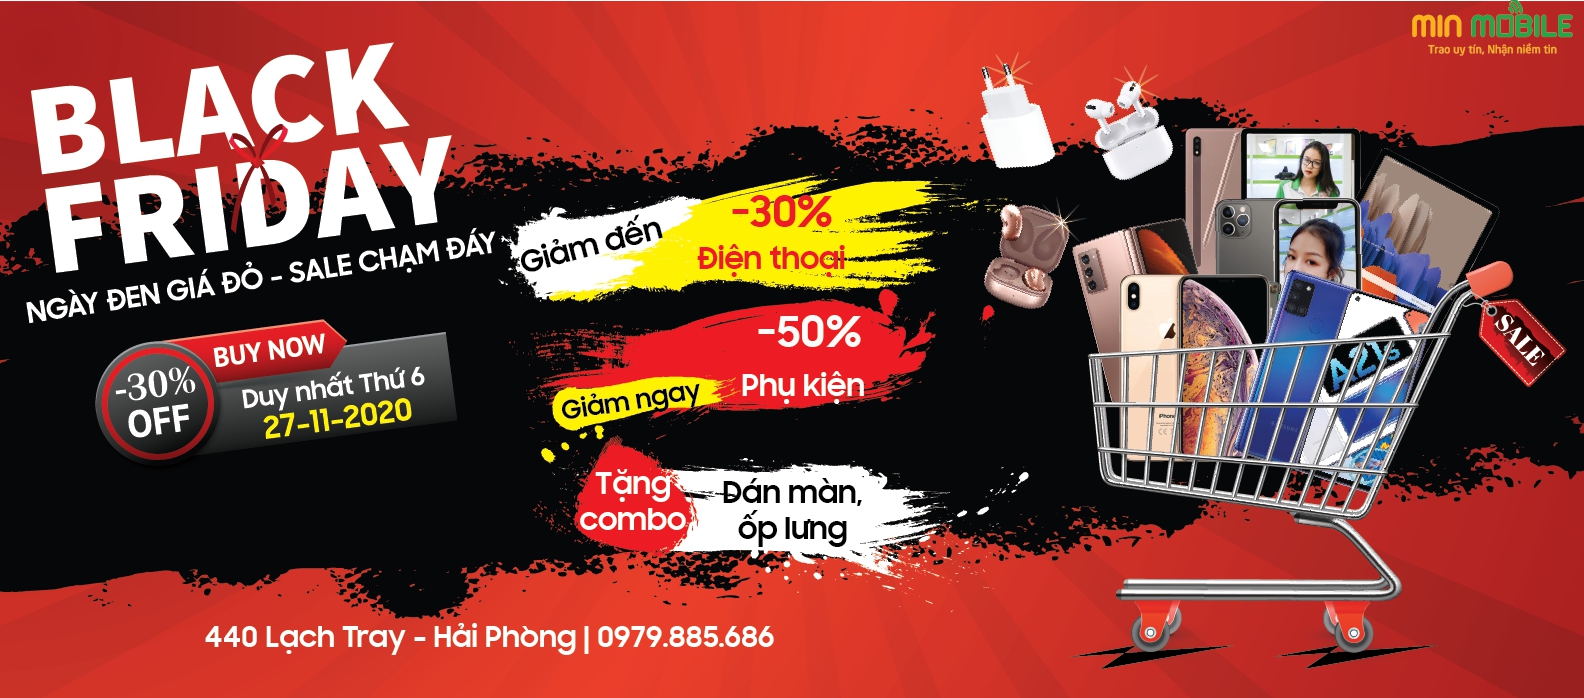 MIN MOBILE
Trao uy tín, Nhận niềm tin
BLACK
FRIDAY
NGÀY ĐEN GIÁ ĐỎ - SALE CHẠM ĐÁY
-30%
OFF
BUY NOW
Duy nhất Thứ 6
27-11-2020
Giảm đến
-30%
Điện thoại
-50%
Phụ kiện
Giảm ngay
Tặng
combo
Dán màn,
ốp lưng
SALE
A21s
iPhone
440 Lạch Tray - Hải Phòng | 0979.885.686